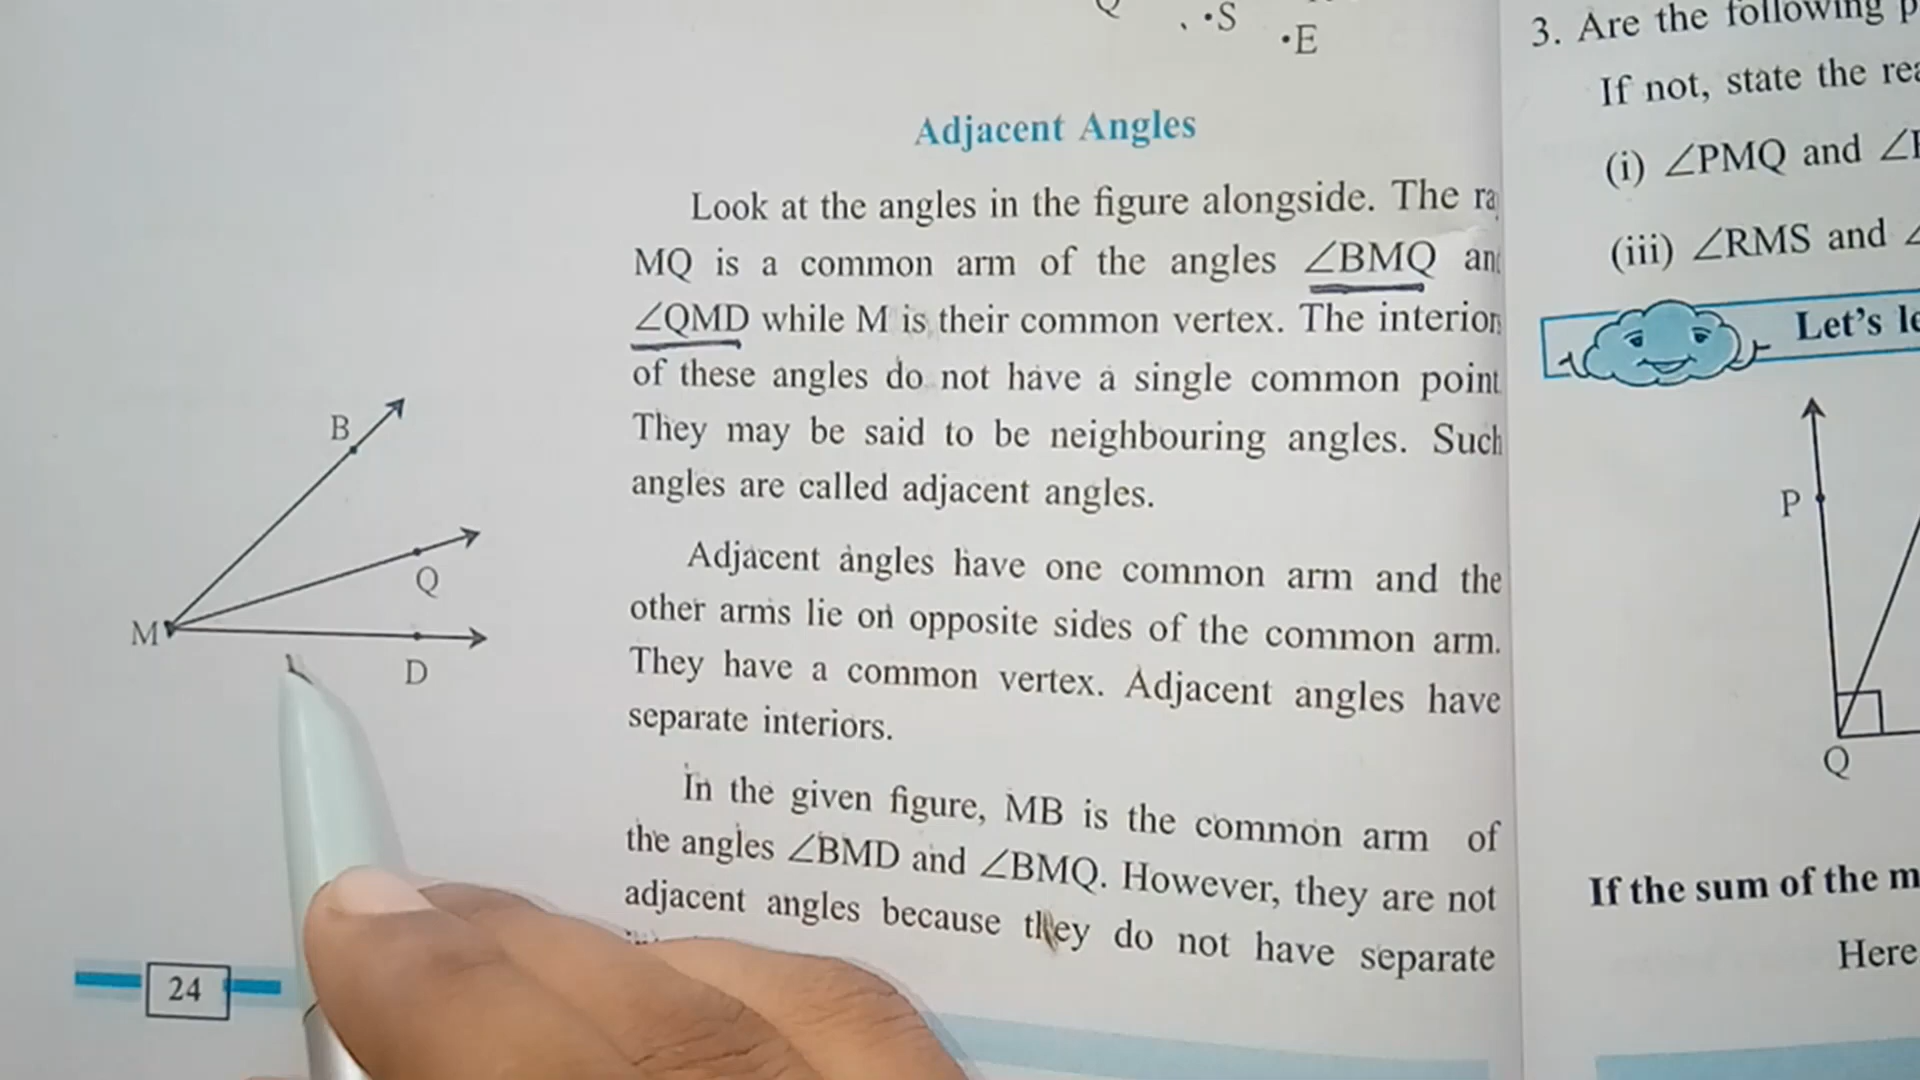 S
E
Adjacent Angles
Look at the angles in the figure alongside. The
MQ is a common arm of the angles ∠BMQ and
∠QMD while M is their common vertex. The interiors
of these angles do not have a single common point
They may be said to be neighbouring angles. Such
angles are called adjacent angles.
Adjacent angles have one common arm and the
other arms lie on opposite sides of the common arm.
They have a common vertex. Adjacent angles have
separate interiors.
In the given figure, MB is the common arm of
the angles ∠BMD and ∠BMQ. However, they are not
adjacent angles because they do not have separate
B
Q
M
D
24
3. Are the following
If not, state the
(i) ∠PMQ and
(iii) ∠RMS and
Let's
P
Q
If the sum of the
Here